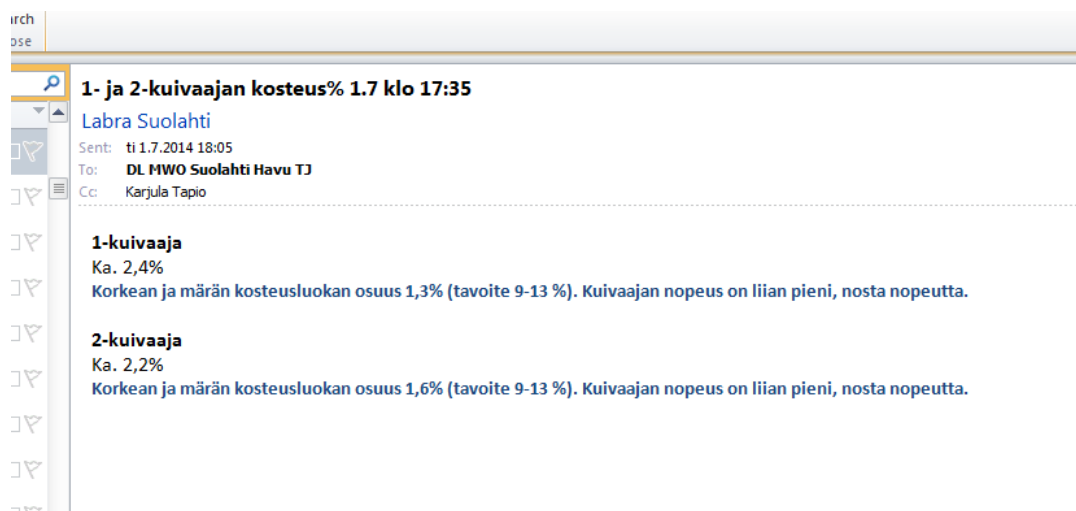 arch
ose
1- ja 2-kuivaajan kosteus% 1.7 klo 17:35
Labra Suolahti
Sent: ti 1.7.2014 18:05
To: DL MWO Suolahti Havu TJ
Cc: Karjula Tapio
1-kuivaaja
Ka. 2,4%
Korkean ja märän kosteusluokan osuus 1,3% (tavoite 9-13 %). Kuivaajan nopeus on liian pieni, nosta nopeutta.
2-kuivaaja
Ka. 2,2%
Korkean ja märän kosteusluokan osuus 1,6% (tavoite 9-13 %). Kuivaajan nopeus on liian pieni, nosta nopeutta.